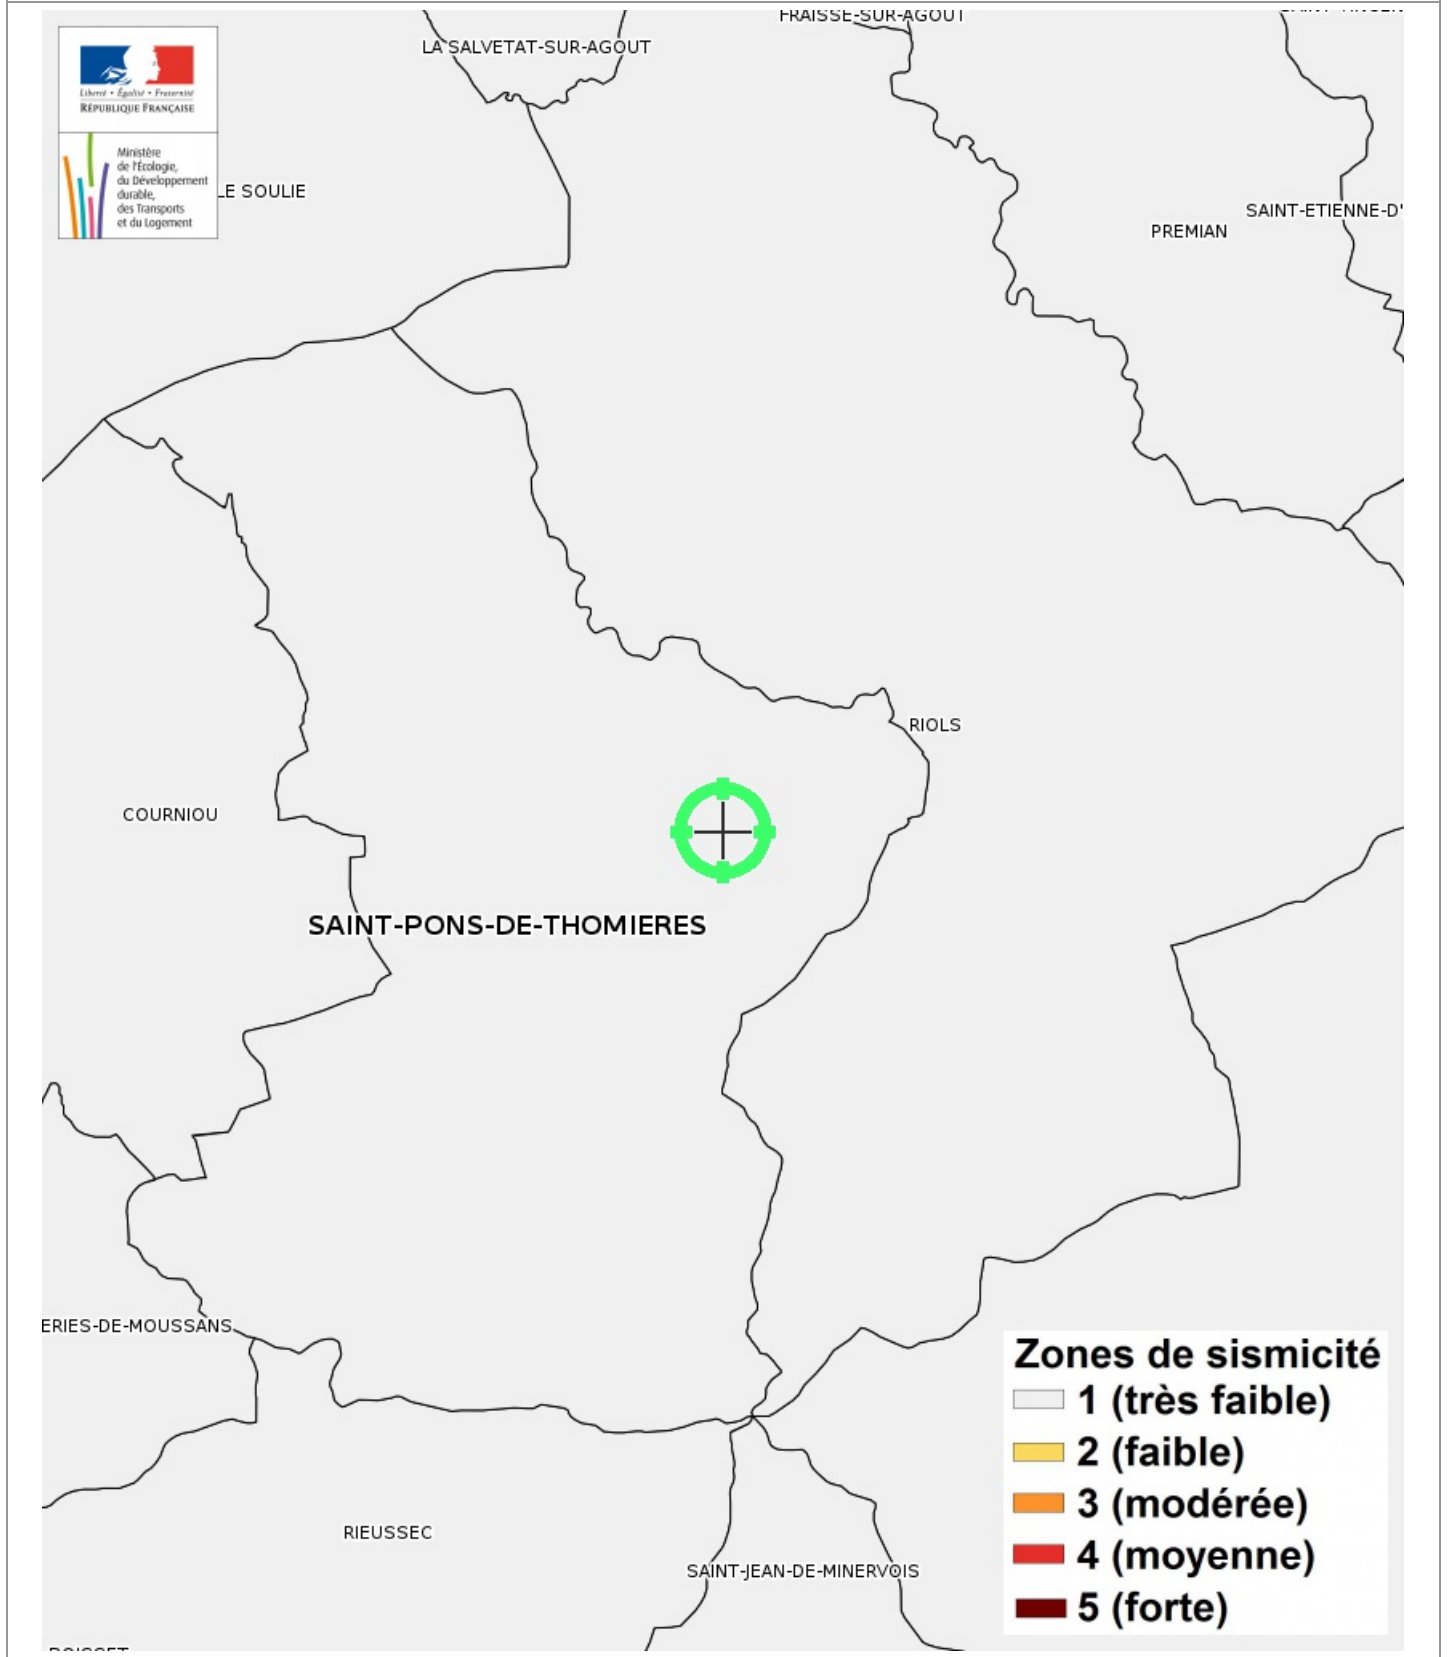 FRAISSE-SUR-AGOUT
LA SALVETAT-SUR-AGOUT
Liberté • Égalité • Fraternité
RÉPUBLIQUE FRANÇAISE
Ministère
de l'Écologie,
du Développement
durable,
des Transports
et du Logement
LE SOULIE
SAINT-ETIENNE-D'
PREMIAN
RIOLS
COURNIOU
SAINT-PONS-DE-THOMIERES
ERIES-DE-MOUSSANS
Zones de sismicité
1 (très faible)
2 (faible)
3 (modérée)
4 (moyenne)
5 (forte)
RIEUSSEC
SAINT-JEAN-DE-MINERVOIS